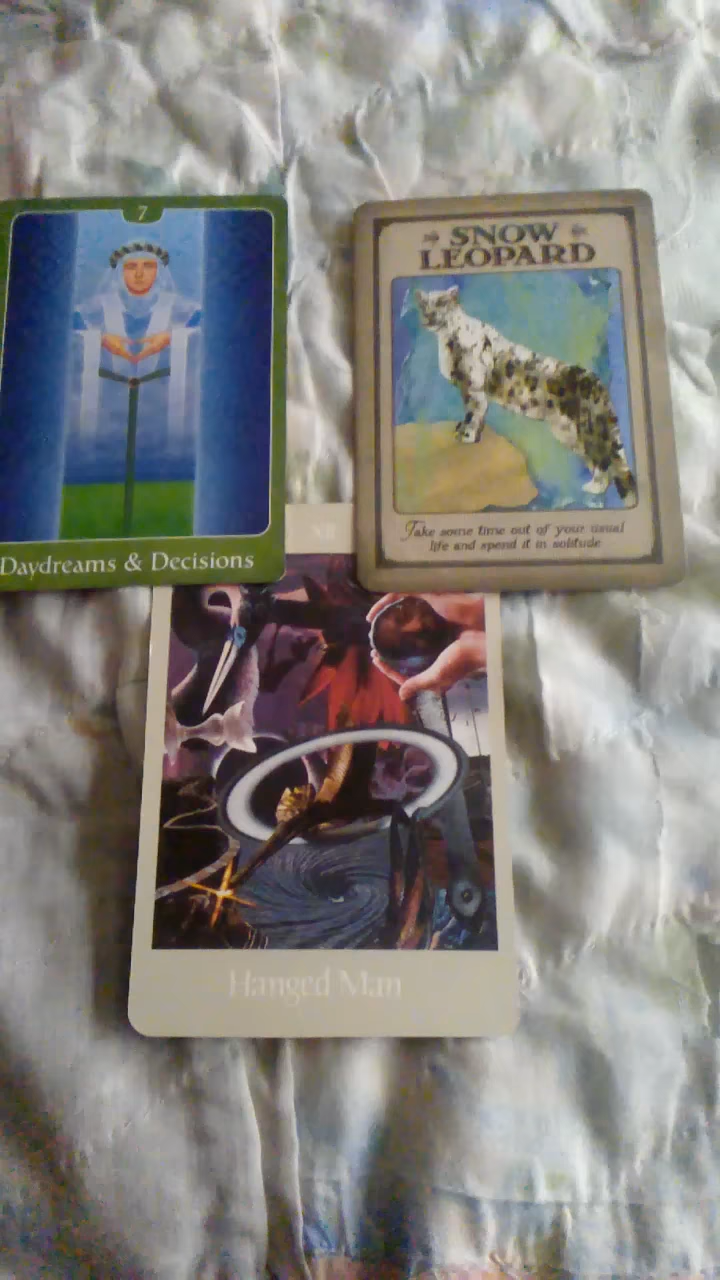 7
Daydreams & Decisions
SNOW
LEOPARD
Take some time out of your usual
life and spend it in solitude
XII
Hanged Man